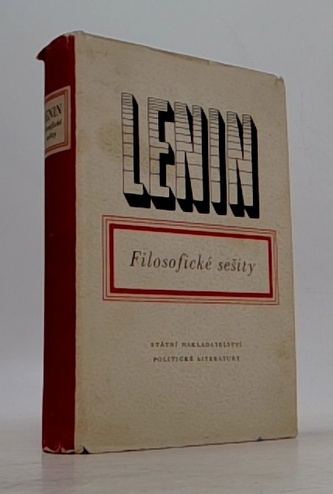 LENIN
Filosofické sešity
STÁTNÍ NAKLADATELSTVÍ
POLITICKÉ LITERATURY
LENIN
Filosofické
sešity